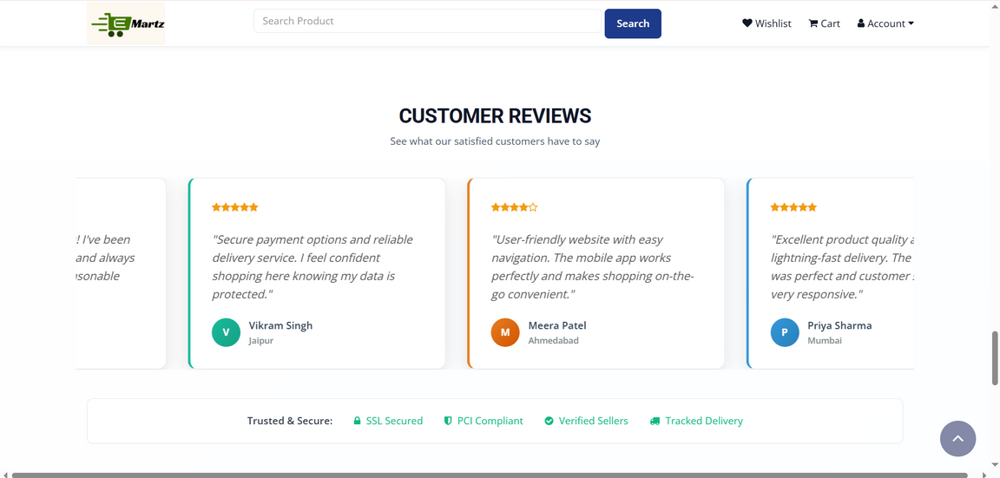 E Martz
Search Product
Search
Wishlist
Cart
Account
CUSTOMER REVIEWS
See what our satisfied customers have to say
! I've been
and always
sonable
"Secure payment options and reliable
delivery service. I feel confident
shopping here knowing my data is
protected."
V
Vikram Singh
Jaipur
"User-friendly website with easy
navigation. The mobile app works
perfectly and makes shopping on-the-
go convenient."
M
Meera Patel
Ahmedabad
"Excellent product quality a
lightning-fast delivery. The
was perfect and customer
very responsive."
P
Priya Sharma
Mumbai
Trusted & Secure:
SSL Secured
PCI Compliant
Verified Sellers
Tracked Delivery